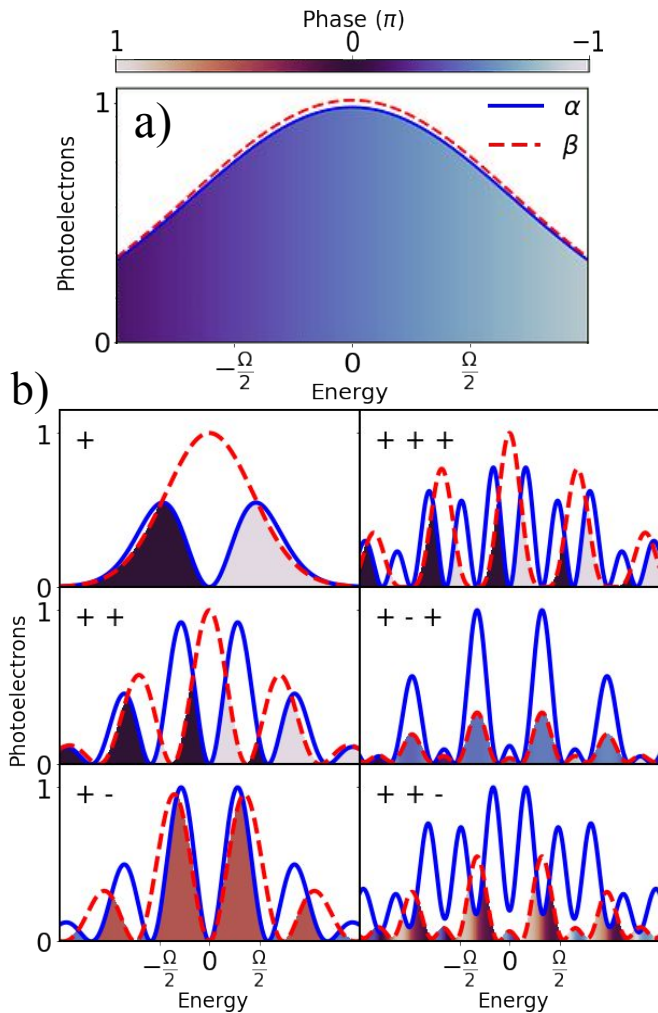 Phase (π)
1 0 −1
a)
α
β
Photoelectrons
1
0
−Ω/2 0 Ω/2
Energy
b)
+
+ + +
1
0
+ +
+ - +
Photoelectrons
1
0
+ -
+ + -
1
0
−Ω/2 0 Ω/2 −Ω/2 0 Ω/2
Energy Energy